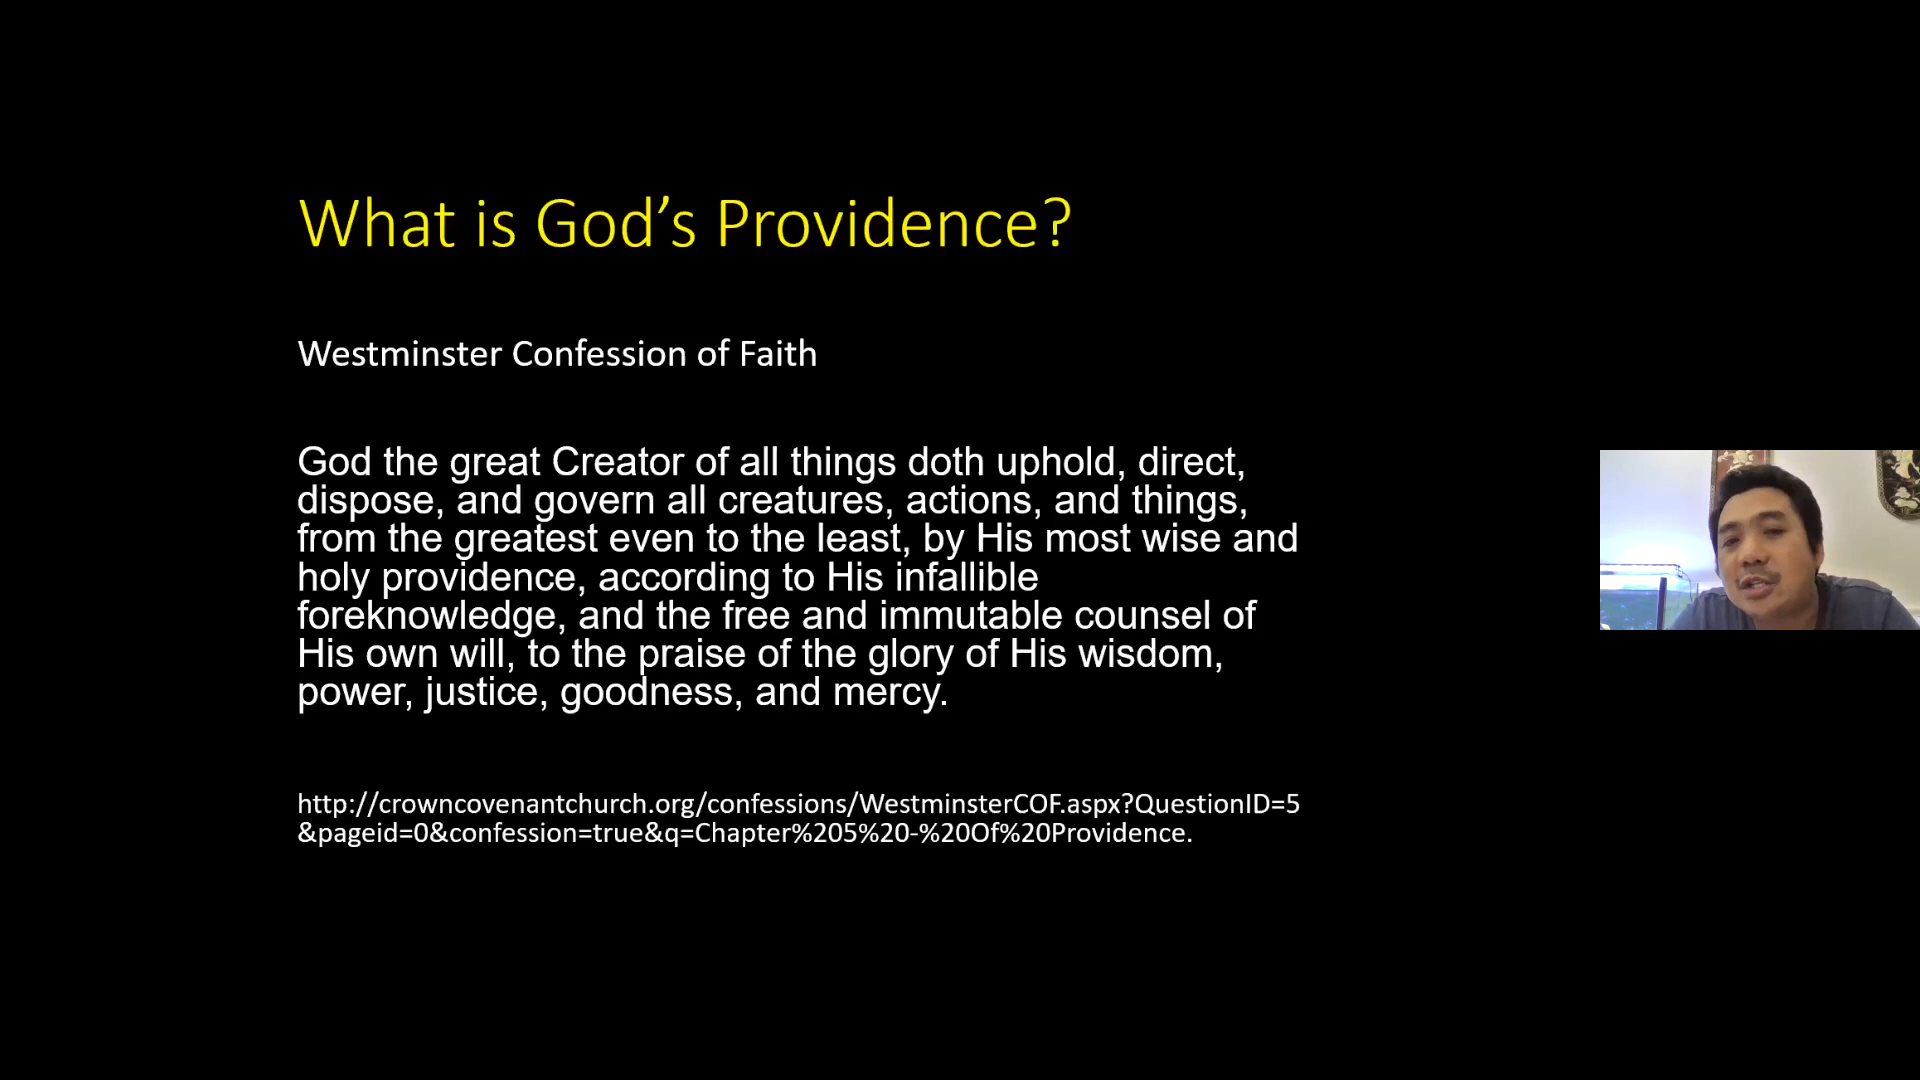 What is God’s Providence?
Westminster Confession of Faith
God the great Creator of all things doth uphold, direct,
dispose, and govern all creatures, actions, and things,
from the greatest even to the least, by His most wise and
holy providence, according to His infallible
foreknowledge, and the free and immutable counsel of
His own will, to the praise of the glory of His wisdom,
power, justice, goodness, and mercy.
http://crowncovenantchurch.org/confessions/WestminsterCOF.aspx?QuestionID=5
&pageid=0&confession=true&q=Chapter%205%20-%20Of%20Providence.